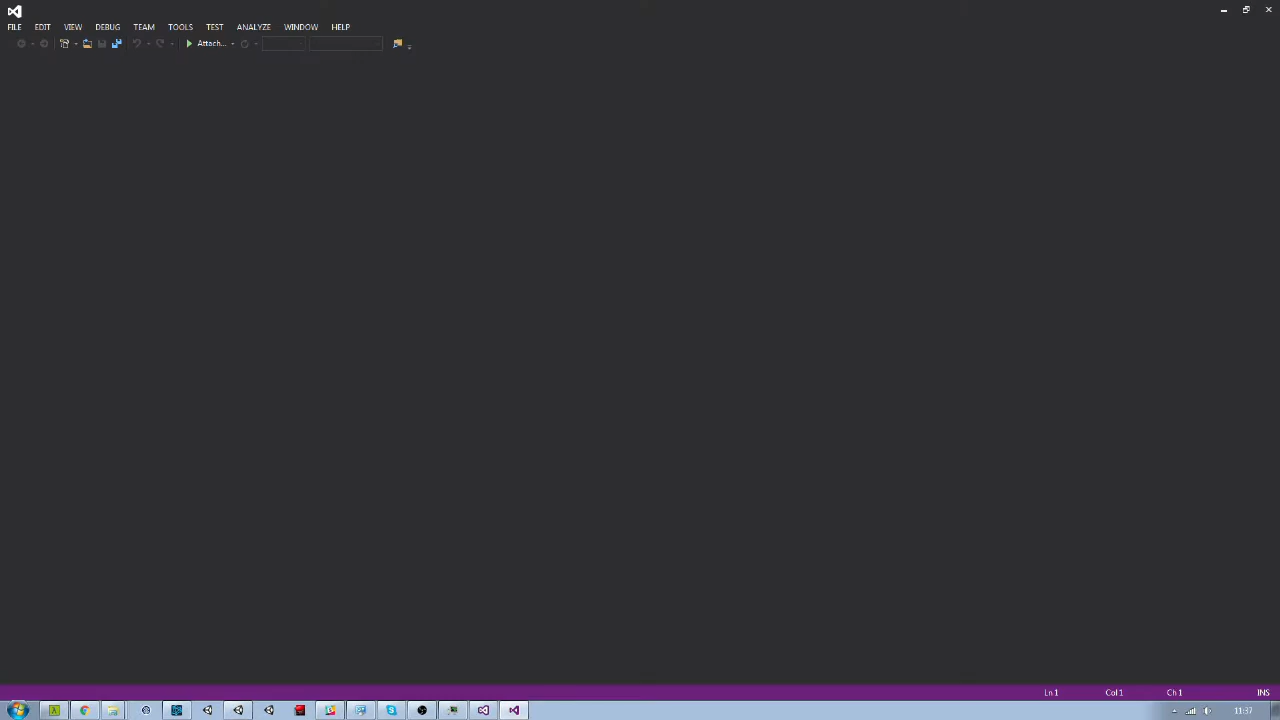 FILE EDIT VIEW DEBUG TEAM TOOLS TEST ANALYZE WINDOW HELP
Attach...
Ln 1 Col 1 Ch 1 INS
11:37